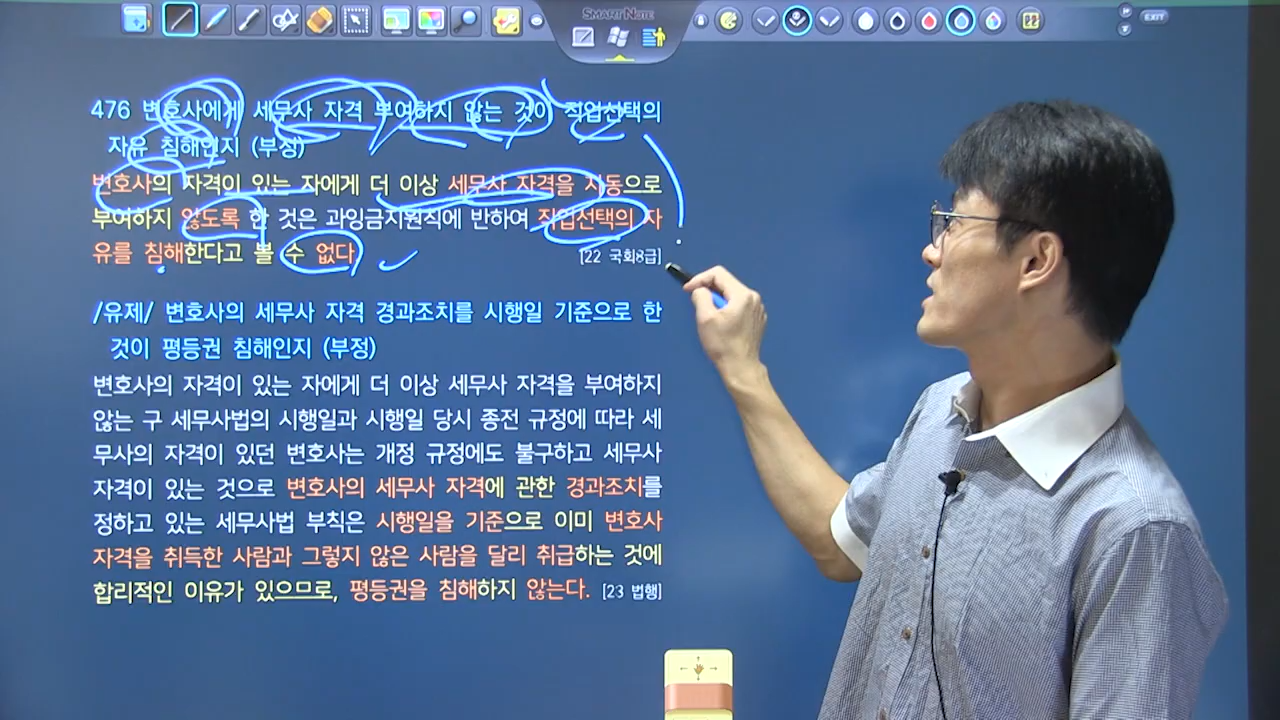 SMARTNOTE
EXIT
476 변호사에게 세무사 자격 부여하지 않는 것이 직업선택의
자유 침해인지 (부정)
변호사의 자격이 있는 자에게 더 이상 세무사 자격을 자동으로
부여하지 않도록 한 것은 과잉금지원칙에 반하여 직업선택의 자
유를 침해한다고 볼 수 없다
[22 국회8급]
/유제/ 변호사의 세무사 자격 경과조치를 시행일 기준으로 한
것이 평등권 침해인지 (부정)
변호사의 자격이 있는 자에게 더 이상 세무사 자격을 부여하지
않는 구 세무사법의 시행일과 시행일 당시 종전 규정에 따라 세
무사의 자격이 있던 변호사는 개정 규정에도 불구하고 세무사
자격이 있는 것으로 변호사의 세무사 자격에 관한 경과조치를
정하고 있는 세무사법 부칙은 시행일을 기준으로 이미 변호사
자격을 취득한 사람과 그렇지 않은 사람을 달리 취급하는 것에
합리적인 이유가 있으므로, 평등권을 침해하지 않는다. [23 법행]